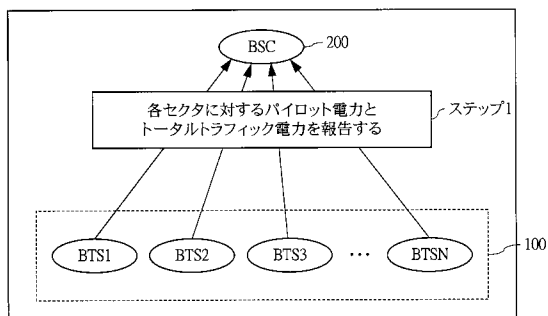 BSC
200
各セクタに対するパイロット電力と
トータルトラフィック電力を報告する
ステップ1
BTS1
BTS2
BTS3
…
BTSN
100